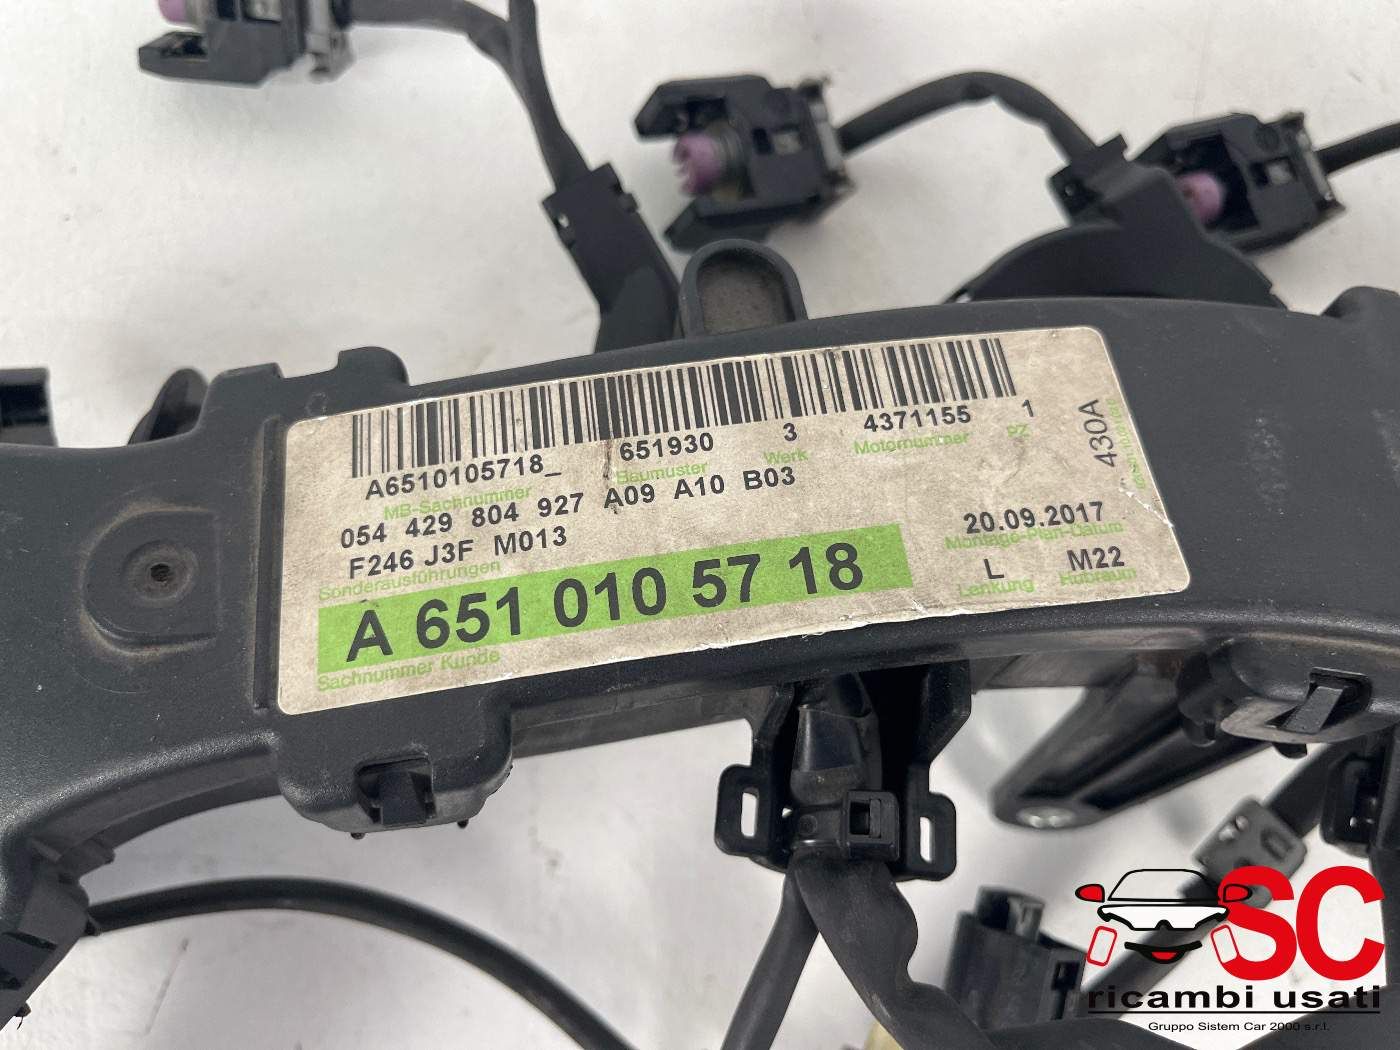 A6510105718_ 651930 3 4371155 1
MB-Sachnummer Baumuster Werk Motornummer PZ
054 429 804 927 A09 A10 B03
F246 J3F M013
Sonderausführungen
A 651 010 57 18
Sachnummer Kunde
430A
20.09.2017
Montage-Plan-Datum
L M22
Lenkung Hubraum
SC
ricambi usati
Gruppo Sistem Car 2000 s.r.l.